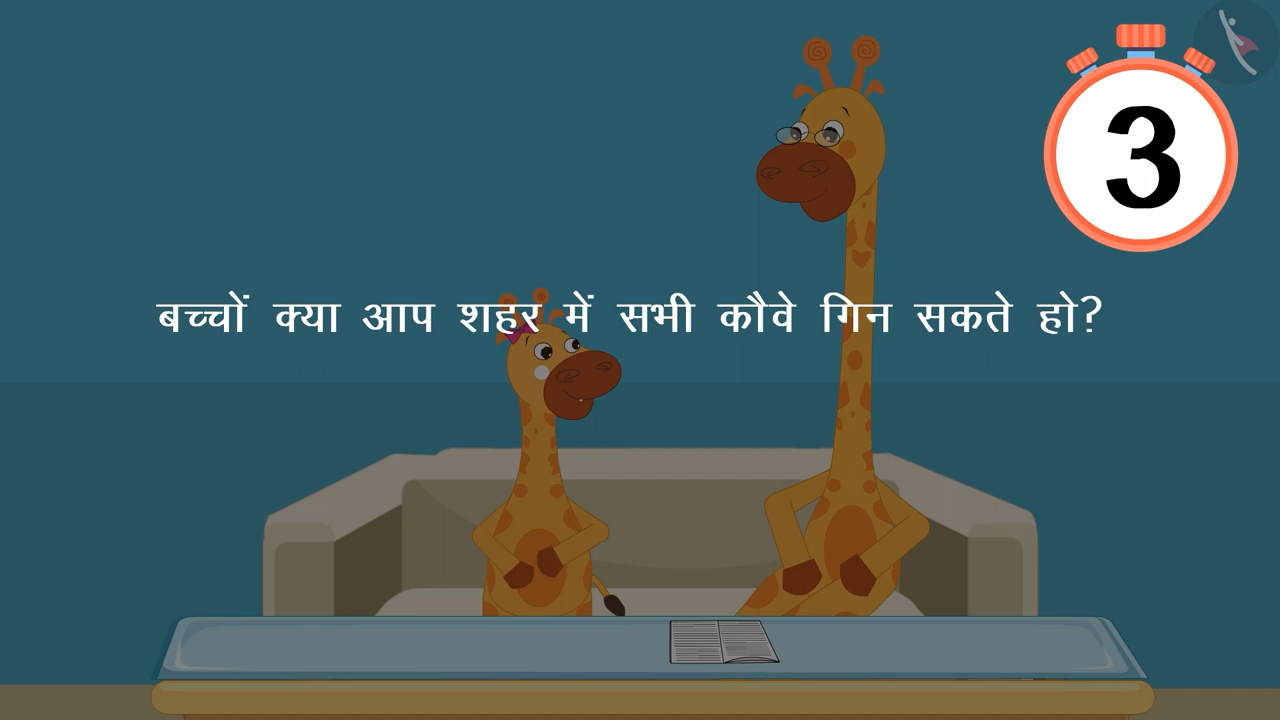 3
बच्चों क्या आप शहर में सभी कौवे गिन सकते हो?